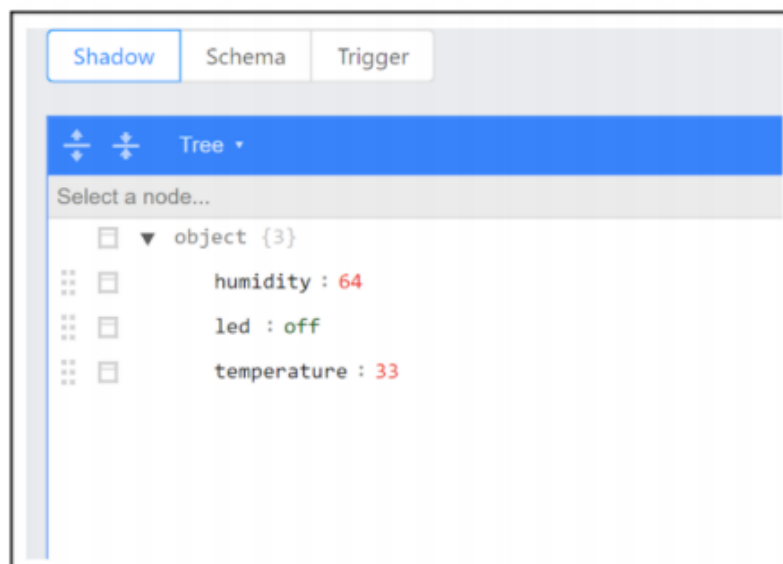 Shadow Schema Trigger
Tree
Select a node...
object {3}
humidity : 64
led : off
temperature : 33